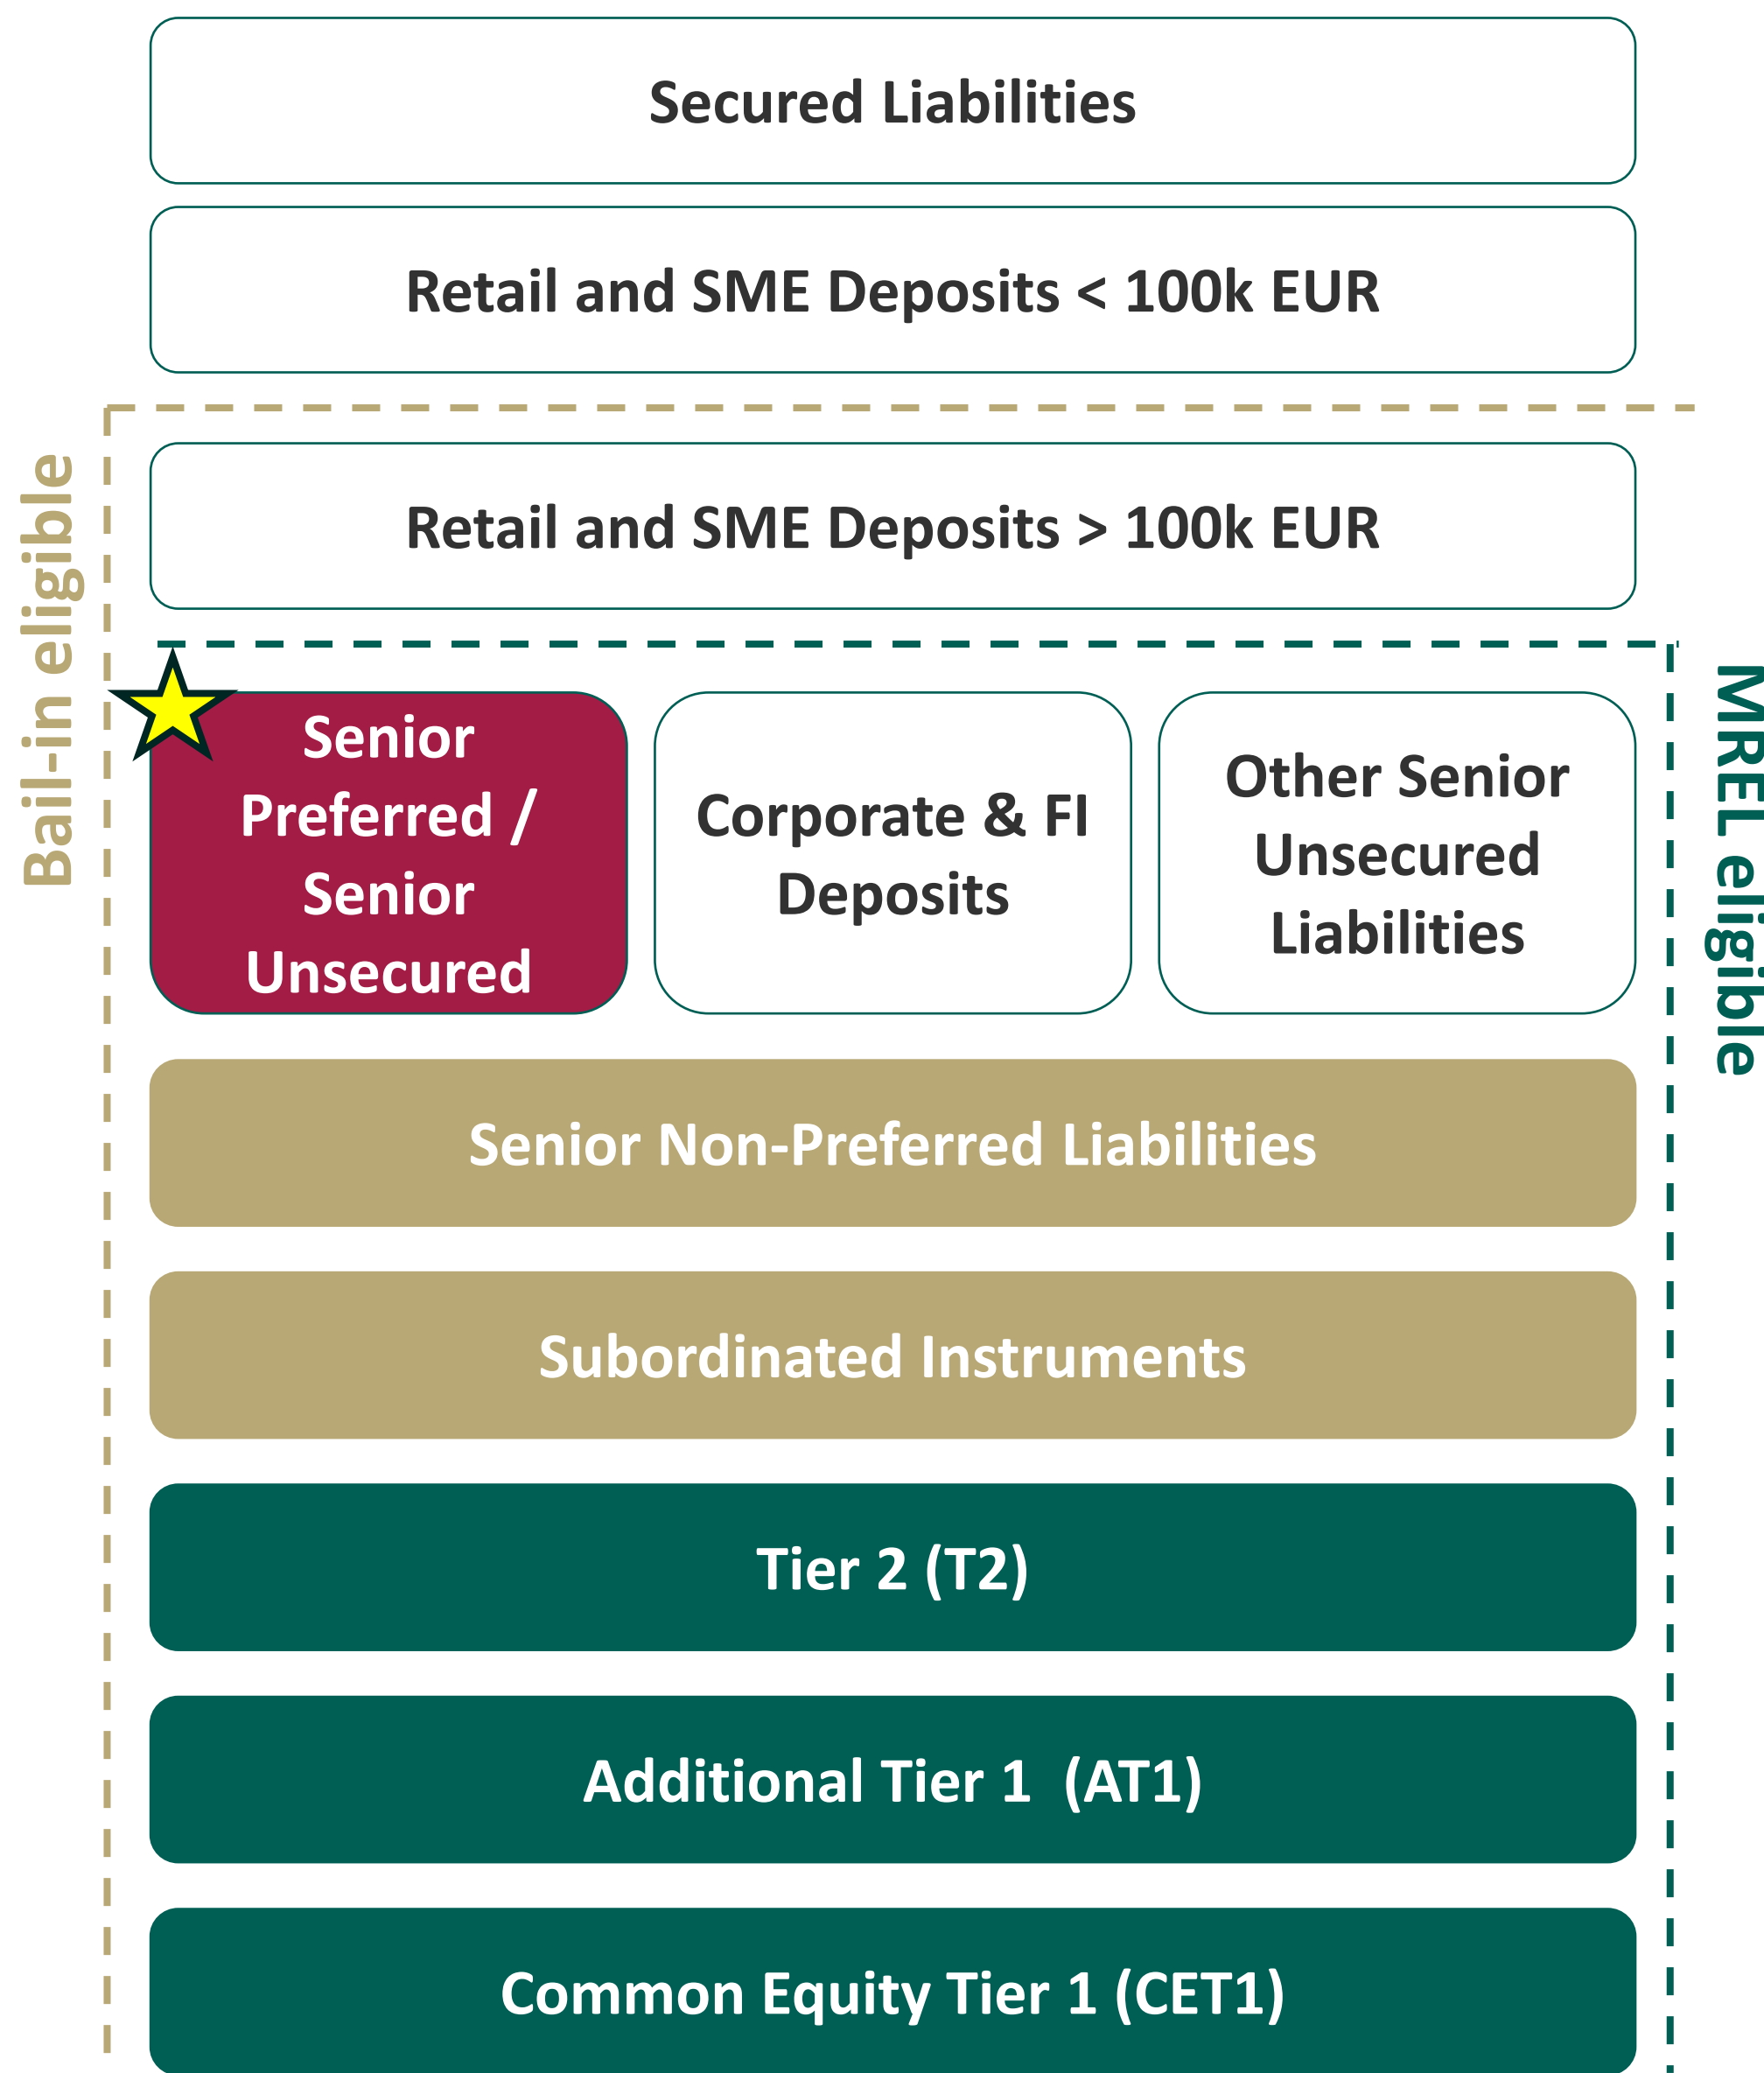 Secured Liabilities
Retail and SME Deposits < 100k EUR
Bail-in eligible
Retail and SME Deposits > 100k EUR
MREL eligible
Senior
Preferred /
Senior
Unsecured
Corporate & FI
Deposits
Other Senior
Unsecured
Liabilities
Senior Non-Preferred Liabilities
Subordinated Instruments
Tier 2 (T2)
Additional Tier 1 (AT1)
Common Equity Tier 1 (CET1)